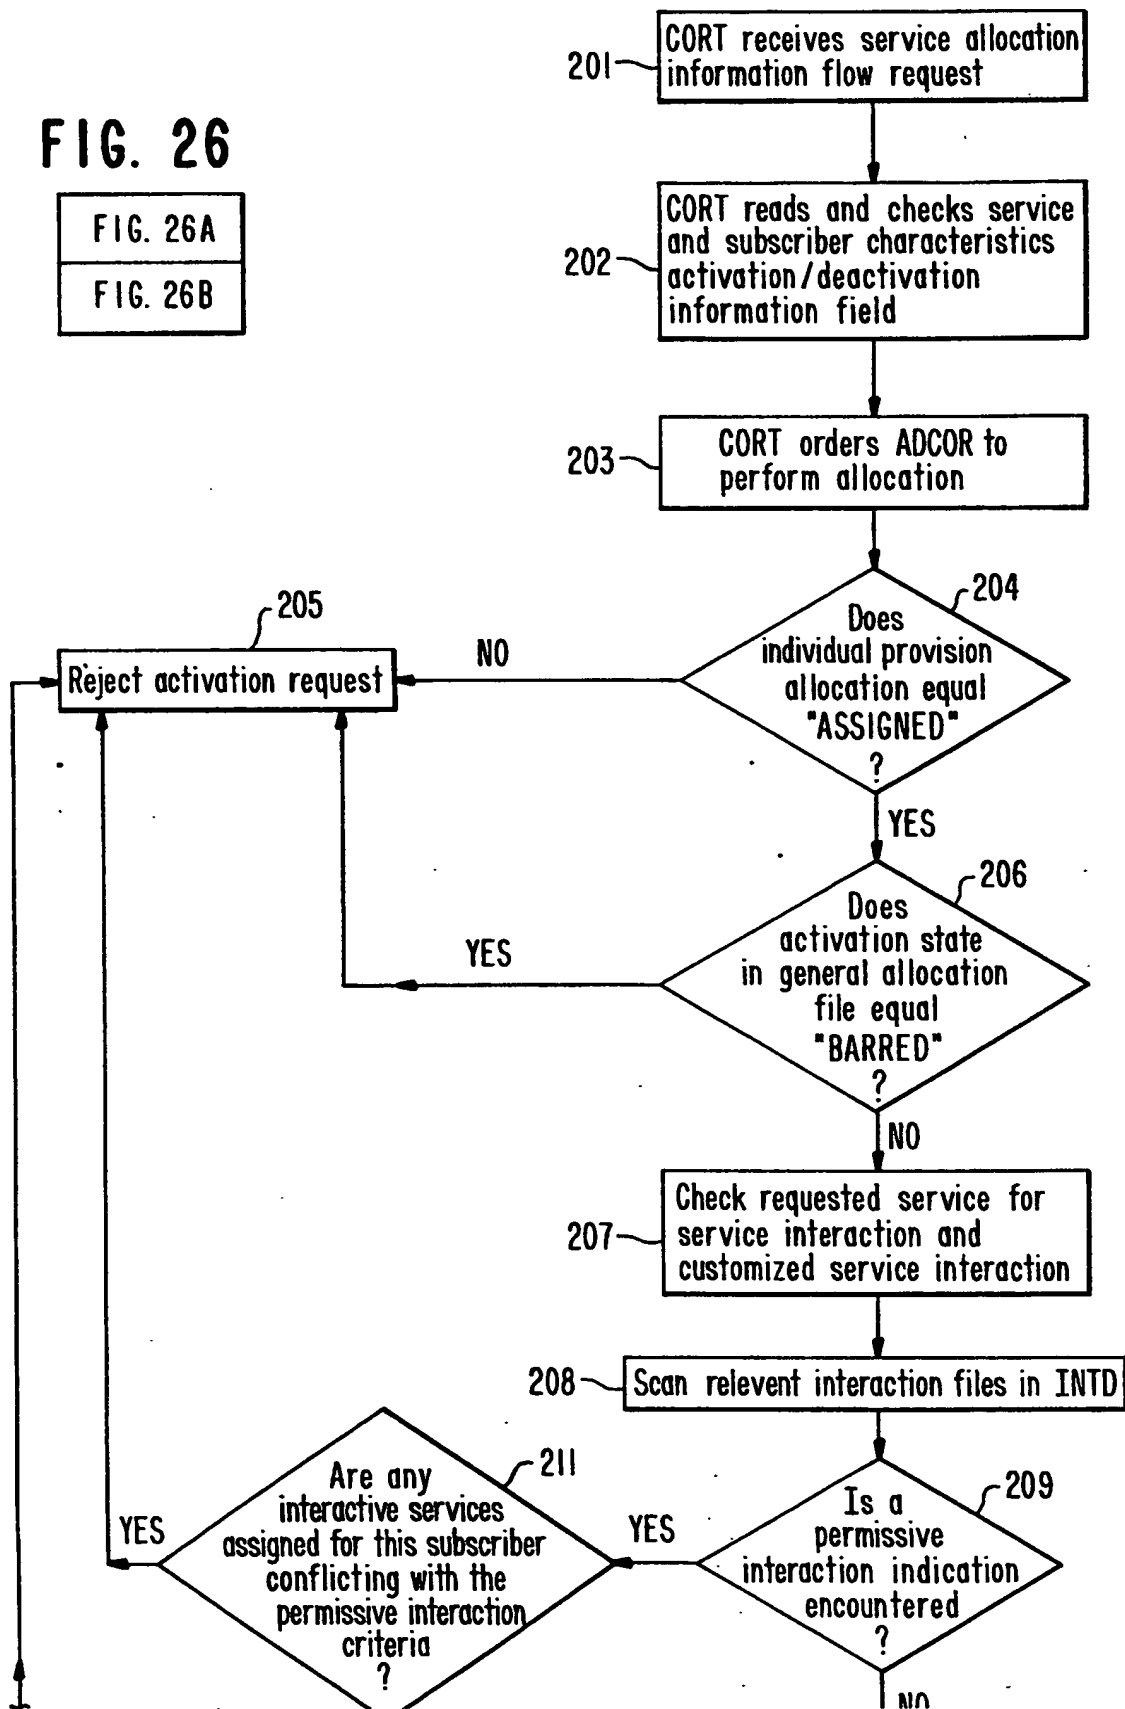 FIG. 26
FIG. 26A
FIG. 26B
201
CORT receives service allocation
information flow request
202
CORT reads and checks service
and subscriber characteristics
activation/deactivation
information field
203
CORT orders ADCOR to
perform allocation
204
Does
individual provision
allocation equal
"ASSIGNED"
?
NO
205
Reject activation request
YES
206
Does
activation state
in general allocation
file equal
"BARRED"
?
YES
NO
207
Check requested service for
service interaction and
customized service interaction
208
Scan relevent interaction files in INTD
209
Is a
permissive
interaction indication
encountered
?
YES
211
Are any
interactive services
assigned for this subscriber
conflicting with the
permissive interaction
criteria
?
YES
NO